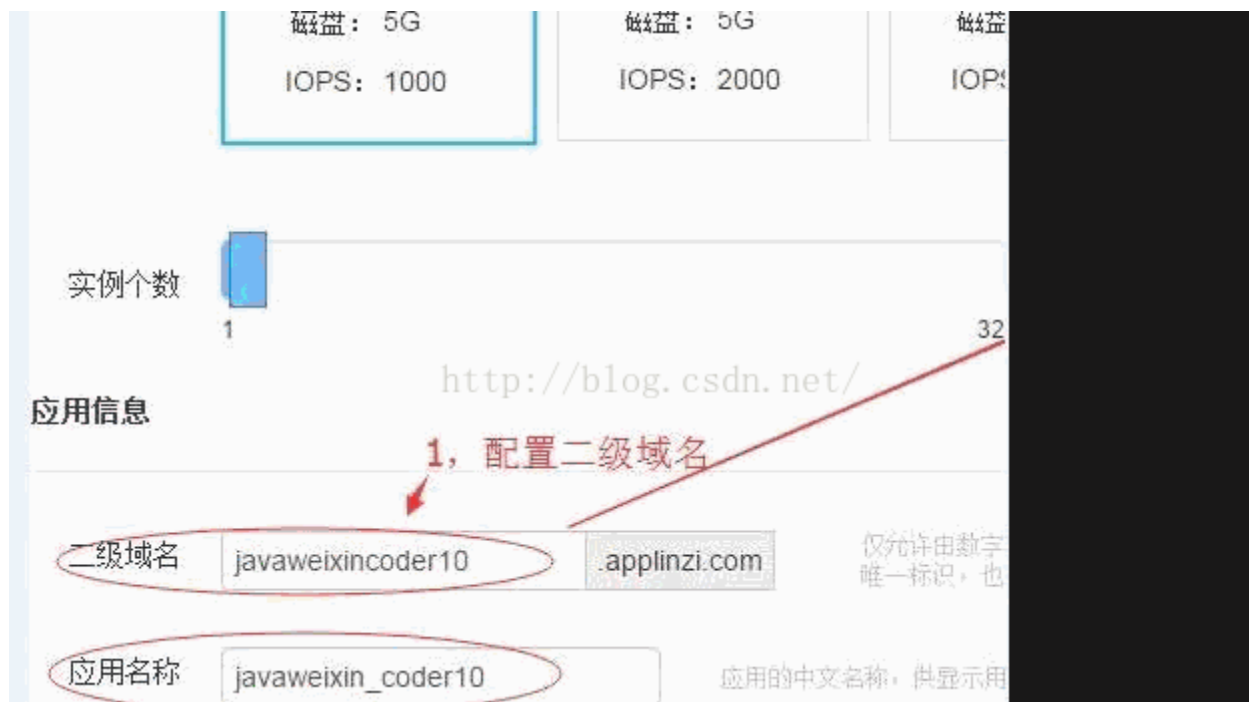 磁盘： 5G 磁盘： 5G 磁盘
IOPS：1000 IOPS：2000 IOPS
实例个数
1 32
http://blog.csdn.net/
应用信息
1，配置二级域名
二级域名 javaweixincoder10 .applinzi.com 仅允许由数字
唯一标识，也
应用名称 javaweixin_coder10 应用的中文名称，供显示用